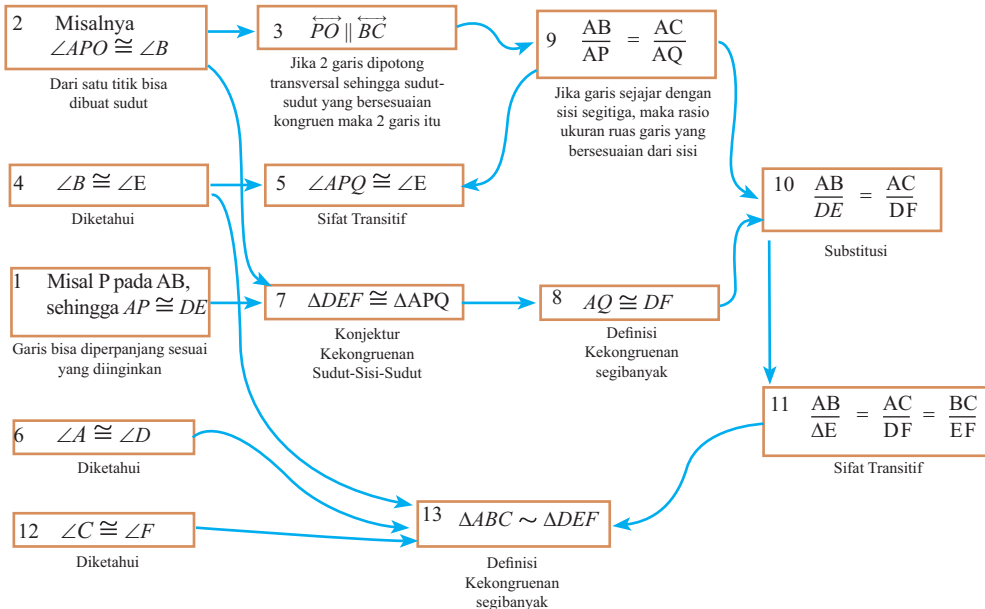 2 Misalnya
∠APO ≅ ∠B
Dari satu titik bisa
dibuat sudut
3 PO ∥ BC
Jika 2 garis dipotong
transversal sehingga sudut-
sudut yang bersesuaian
kongruen maka 2 garis itu
9 AB/AP = AC/AQ
Jika garis sejajar dengan
sisi segitiga, maka rasio
ukuran ruas garis yang
bersesuaian dari sisi
4 ∠B ≅ ∠E
Diketahui
5 ∠APQ ≅ ∠E
Sifat Transitif
10 AB/DE = AC/DF
Substitusi
1 Misal P pada AB,
sehingga AP ≅ DE
Garis bisa diperpanjang sesuai
yang diinginkan
7 ΔDEF ≅ ΔAPQ
Konjektur
Kekongruenan
Sudut-Sisi-Sudut
8 AQ ≅ DF
Definisi
Kekongruenan
segibanyak
11 AB/ΔE = AC/DF = BC/EF
Sifat Transitif
6 ∠A ≅ ∠D
Diketahui
12 ∠C ≅ ∠F
Diketahui
13 ΔABC ∼ ΔDEF
Definisi
Kekongruenan
segibanyak